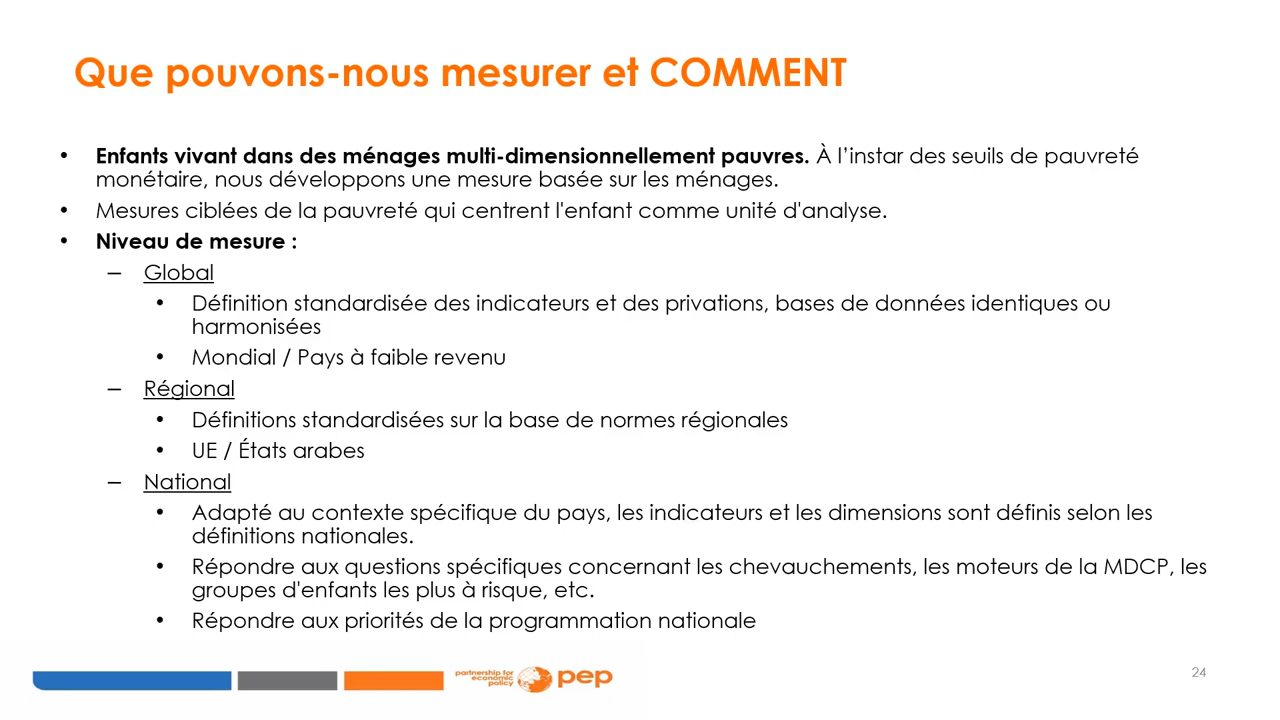 Que pouvons-nous mesurer et COMMENT
• Enfants vivant dans des ménages multi-dimensionnellement pauvres. À l’instar des seuils de pauvreté
monétaire, nous développons une mesure basée sur les ménages.
• Mesures ciblées de la pauvreté qui centrent l'enfant comme unité d'analyse.
• Niveau de mesure :
– Global
• Définition standardisée des indicateurs et des privations, bases de données identiques ou
harmonisées
• Mondial / Pays à faible revenu
– Régional
• Définitions standardisées sur la base de normes régionales
• UE / États arabes
– National
• Adapté au contexte spécifique du pays, les indicateurs et les dimensions sont définis selon les
définitions nationales.
• Répondre aux questions spécifiques concernant les chevauchements, les moteurs de la MDCP, les
groupes d'enfants les plus à risque, etc.
• Répondre aux priorités de la programmation nationale
partnership for
economic
policy
pep
24